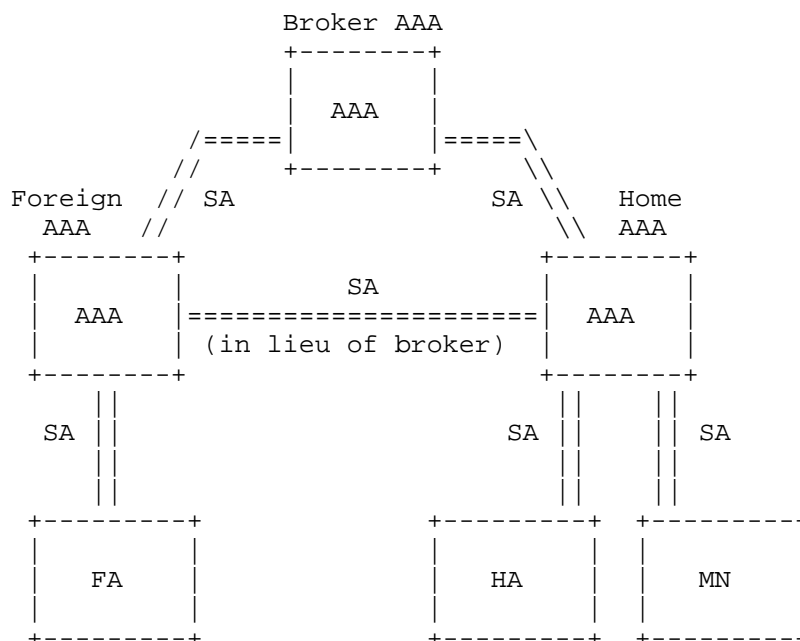 Broker AAA
AAA
Foreign SA SA Home
AAA AAA
SA
AAA AAA
(in lieu of broker)
SA SA SA
FA HA MN